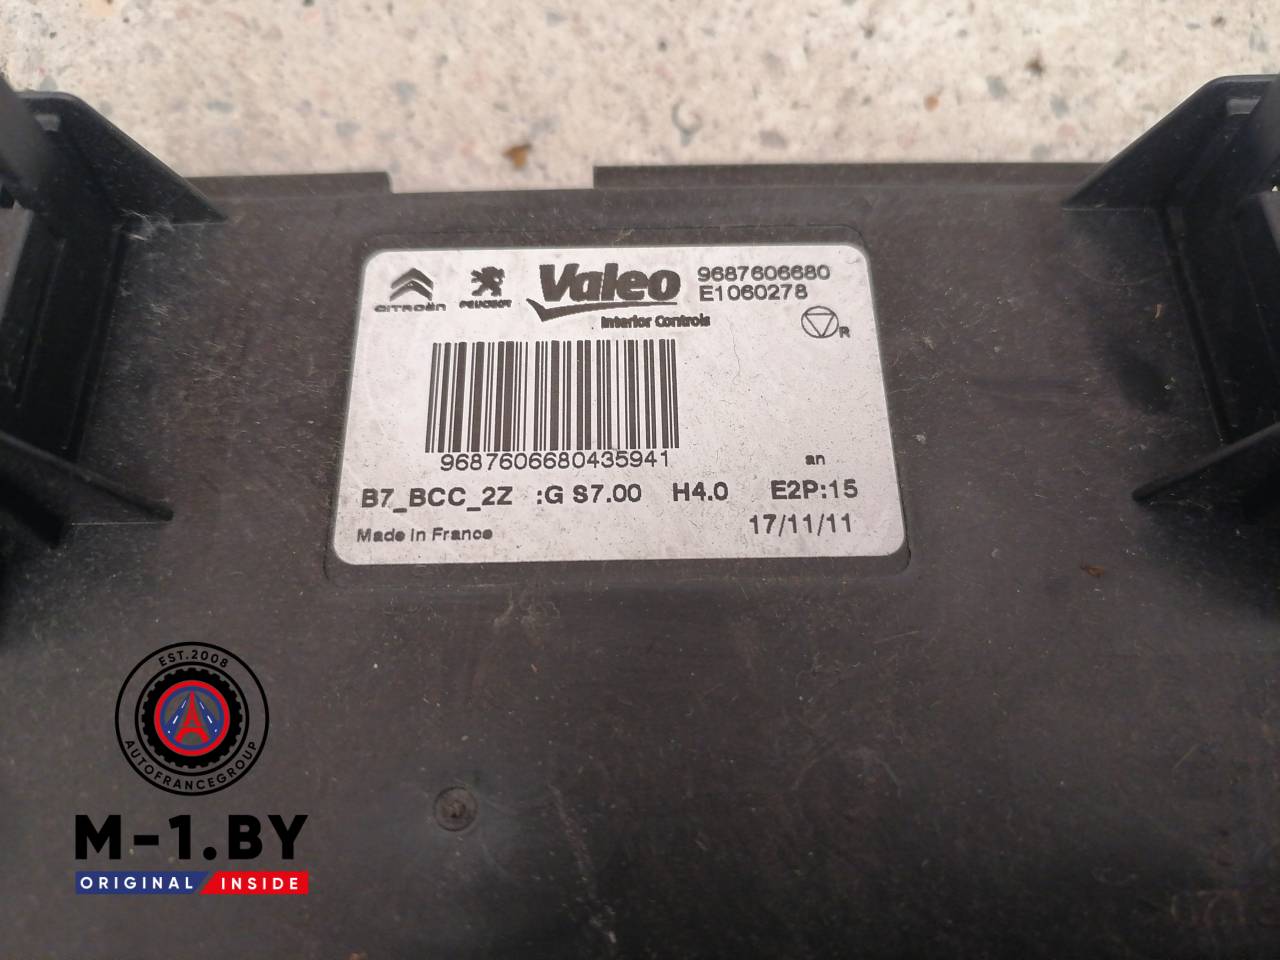 CITROËN PEUGEOT Valeo 9687606680
E1060278
Interior Controls
R
9687606680435941
an
B7_BCC_2Z :G S7.00 H4.0 E2P:15
17/11/11
Made in France
EST.2008
AUTOFRANCEGROUP
M-1.BY
ORIGINAL INSIDE